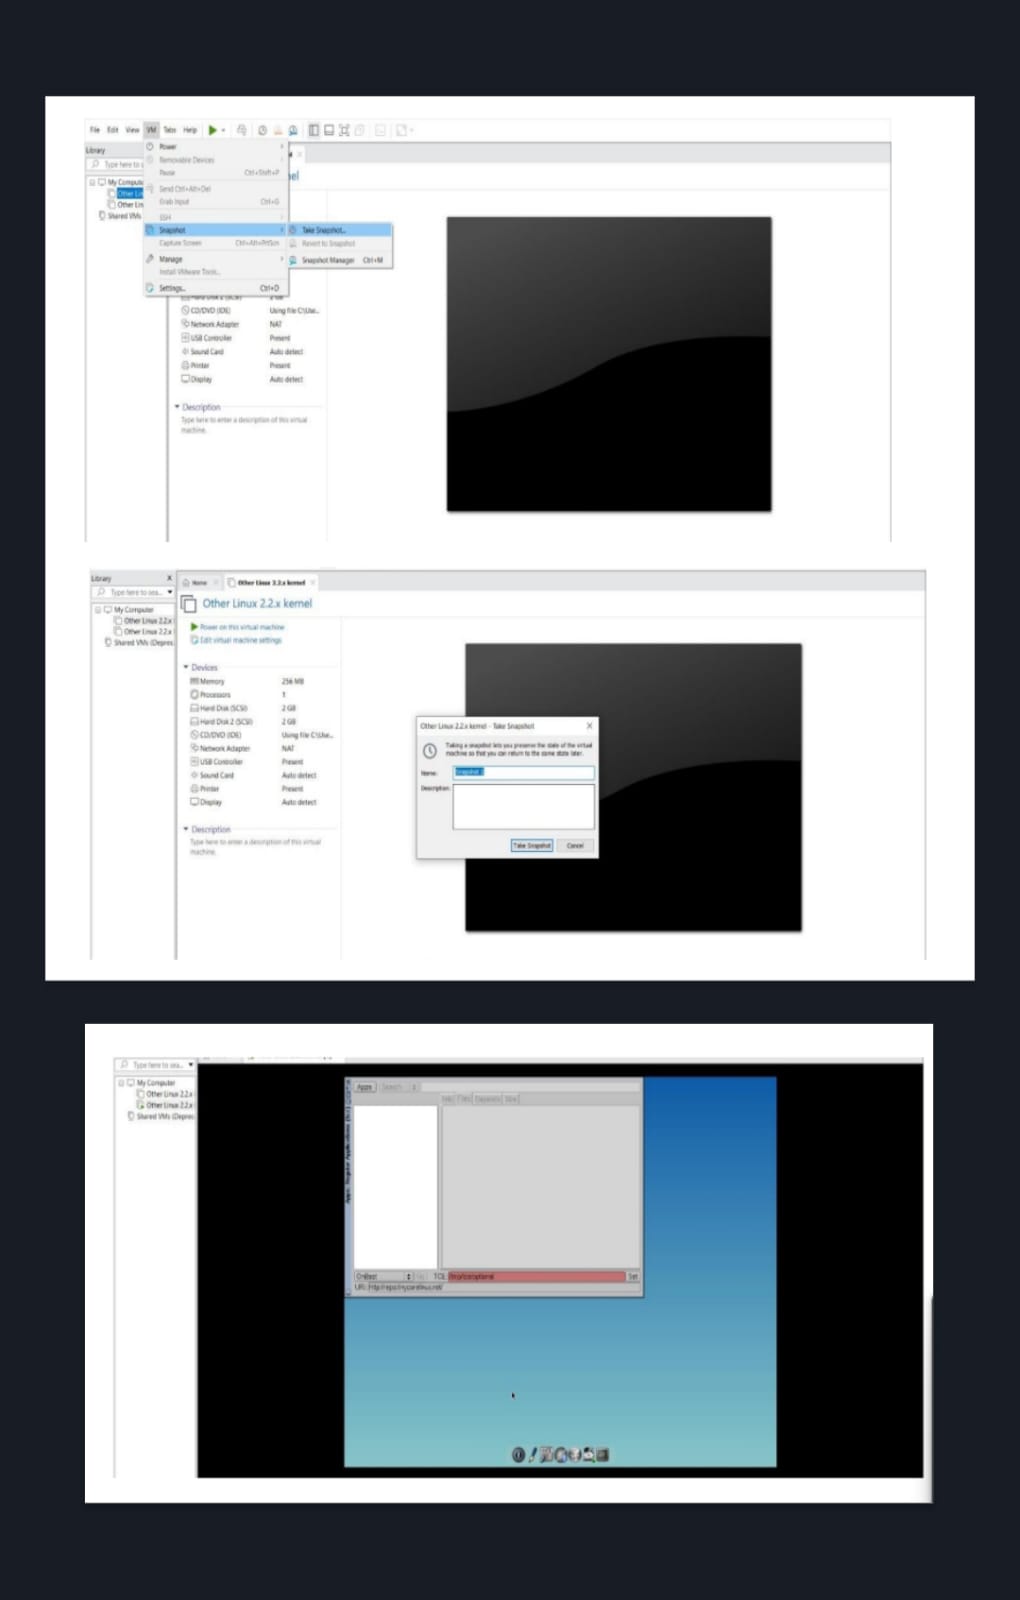 File Edit View VM Tabs Help
Library
Type here to s
Power
Removable Devices
Pause Ctrl+Shift+P
My Compute
Send Ctrl+Alt+Del
Other Lin
Grab Input Ctrl+G
Other Lin
Shared VMs
SSH
Snapshot
Take Snapshot...
Capture Screen Ctrl+Alt+PrtScn
Revert to Snapshot
Manage
Snapshot Manager Ctrl+M
Install VMware Tools...
Settings... Ctrl+D
Hard Disk 2 (SCSI) 2 GB
CD/DVD (IDE) Using file C:\Use...
Network Adapter NAT
USB Controller Present
Sound Card Auto detect
Printer Present
Display Auto detect
Description
Type here to enter a description of this virtual
machine.
Library X
Home
Other Linux 2.2.x kernel
Type here to sea...
My Computer
Other Linux 2.2.x kernel
Other Linux 2.2.x
Other Linux 2.2.x
Shared VMs (Deprec
Power on this virtual machine
Edit virtual machine settings
Devices
Memory 256 MB
Processors 1
Hard Disk (SCSI) 2 GB
Hard Disk 2 (SCSI) 2 GB
CD/DVD (IDE) Using file C:\Use...
Network Adapter NAT
USB Controller Present
Sound Card Auto detect
Printer Present
Display Auto detect
Description
Type here to enter a description of this virtual
machine.
Other Linux 2.2.x kernel - Take Snapshot
Taking a snapshot lets you preserve the state of the virtual
machine so that you can return to the same state later.
Name:
Description:
Take Snapshot Cancel
Type here to sea...
My Computer
Other Linux 2.2.x
Other Linux 2.2.x
Shared VMs (Deprec
Apps Search
Files Depends Size
OnBoot
TCE: /tmp/tce/optional Set